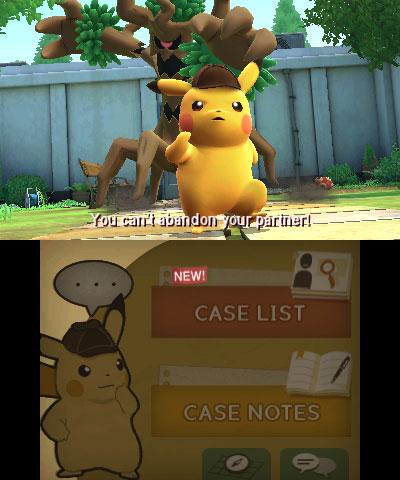 You can't abandon your partner!
...
NEW!
CASE LIST
CASE NOTES